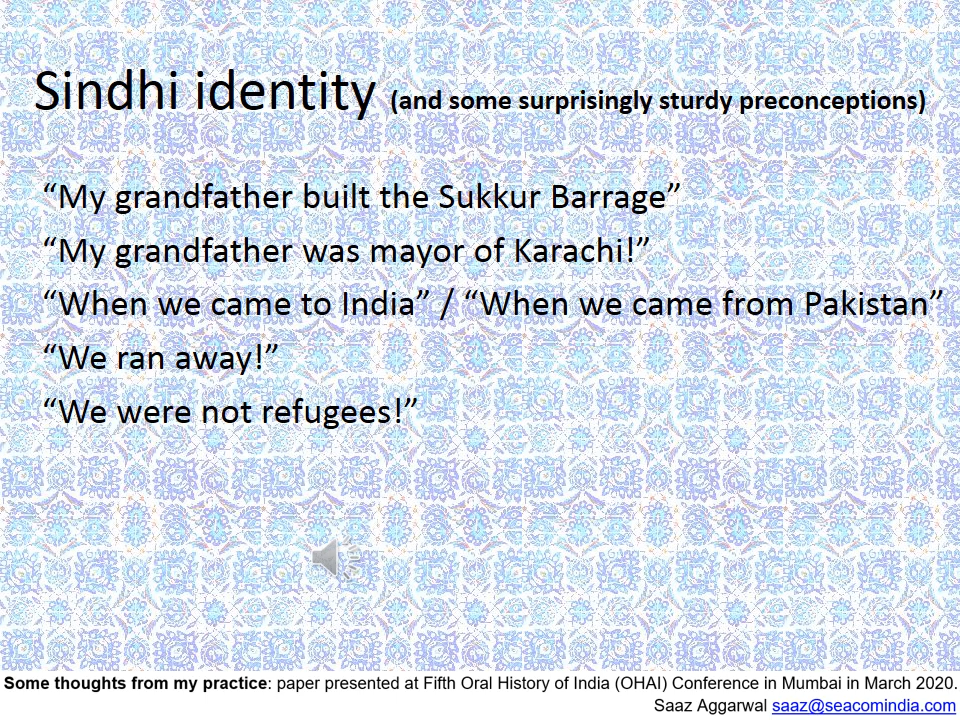 Sindhi identity (and some surprisingly sturdy preconceptions)
“My grandfather built the Sukkur Barrage”
“My grandfather was mayor of Karachi!”
“When we came to India” / “When we came from Pakistan”
“We ran away!”
“We were not refugees!”
Some thoughts from my practice: paper presented at Fifth Oral History of India (OHAI) Conference in Mumbai in March 2020.
Saaz Aggarwal saaz@seacomindia.com